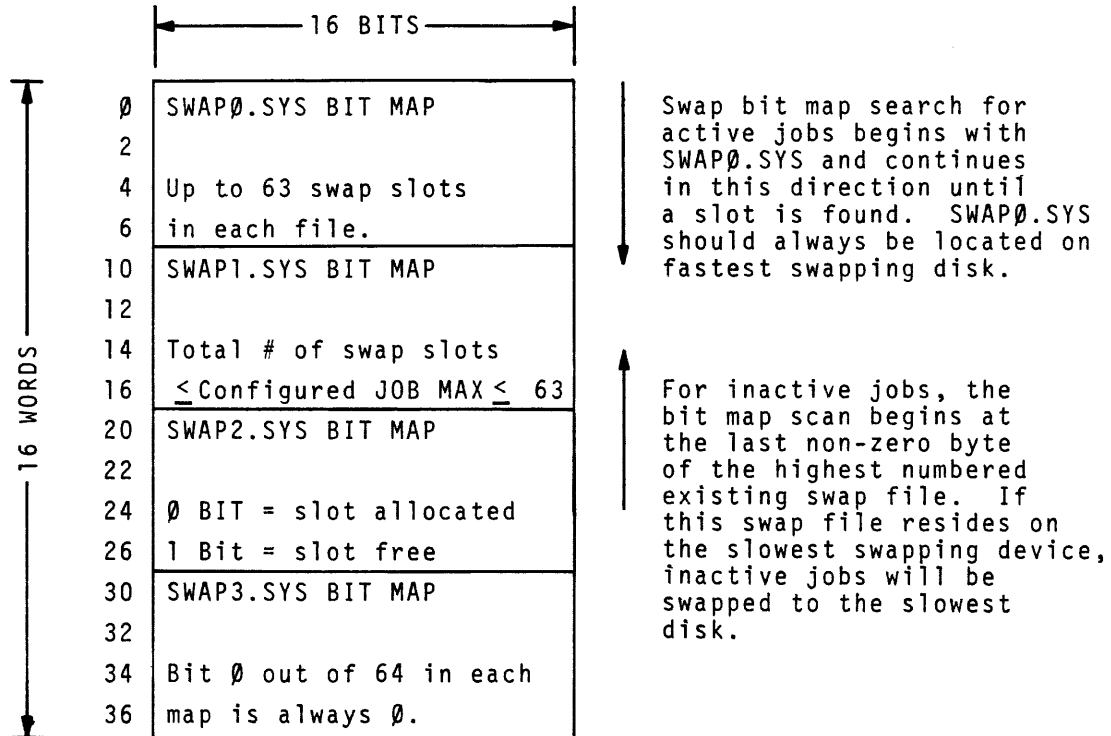 16 BITS
16 WORDS
Ø SWAPØ.SYS BIT MAP
2
4 Up to 63 swap slots
6 in each file.
10 SWAP1.SYS BIT MAP
12
14 Total # of swap slots
16 ≤Configured JOB MAX≤ 63
20 SWAP2.SYS BIT MAP
22
24 Ø BIT = slot allocated
26 1 Bit = slot free
30 SWAP3.SYS BIT MAP
32
34 Bit Ø out of 64 in each
36 map is always Ø.
Swap bit map search for
active jobs begins with
SWAPØ.SYS and continues
in this direction until
a slot is found. SWAPØ.SYS
should always be located on
fastest swapping disk.
For inactive jobs, the
bit map scan begins at
the last non-zero byte
of the highest numbered
existing swap file. If
this swap file resides on
the slowest swapping device,
inactive jobs will be
swapped to the slowest
disk.